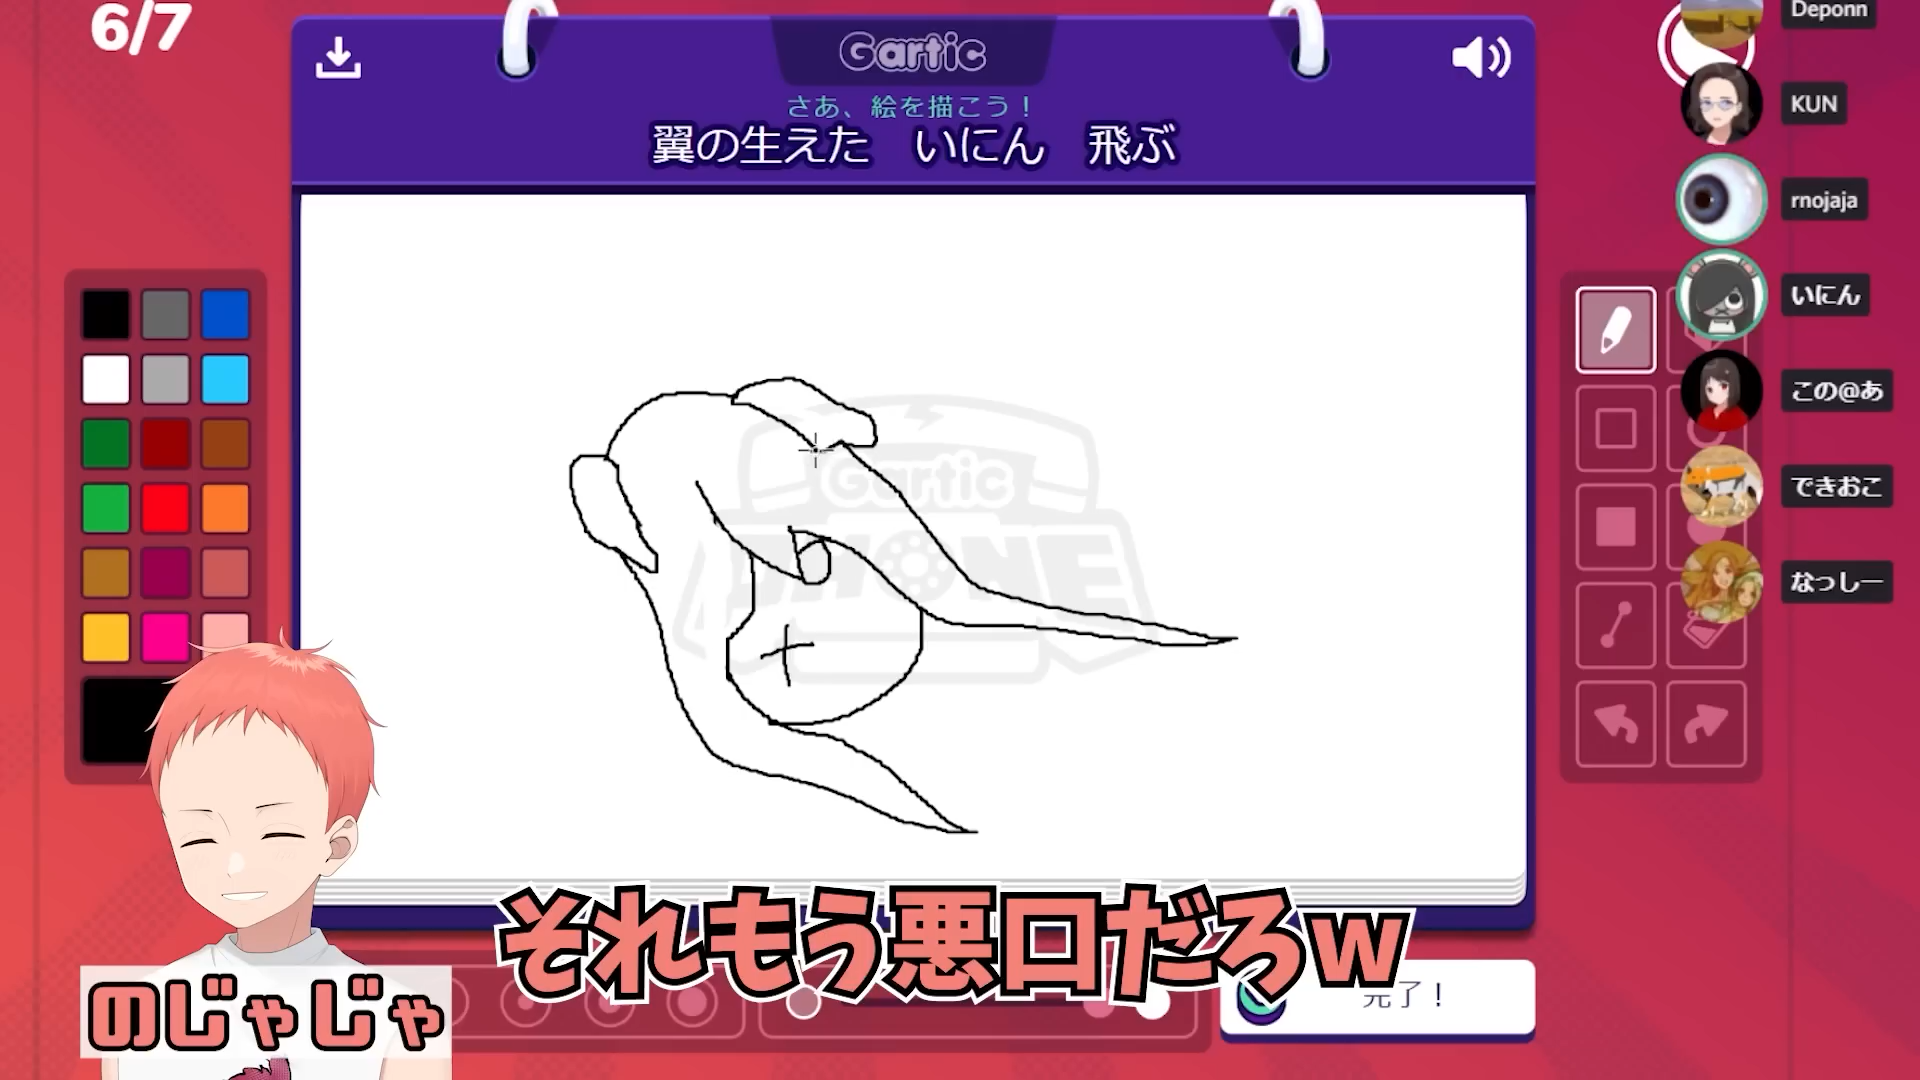 6/7
Gartic
さあ、絵を描こう！
翼の生えた　いにん　飛ぶ
Deponn
KUN
rnojaja
いにん
この@あ
できおこ
なっしー
Gartic
PHONE
それもう悪口だろw
のじゃじゃ
完了！